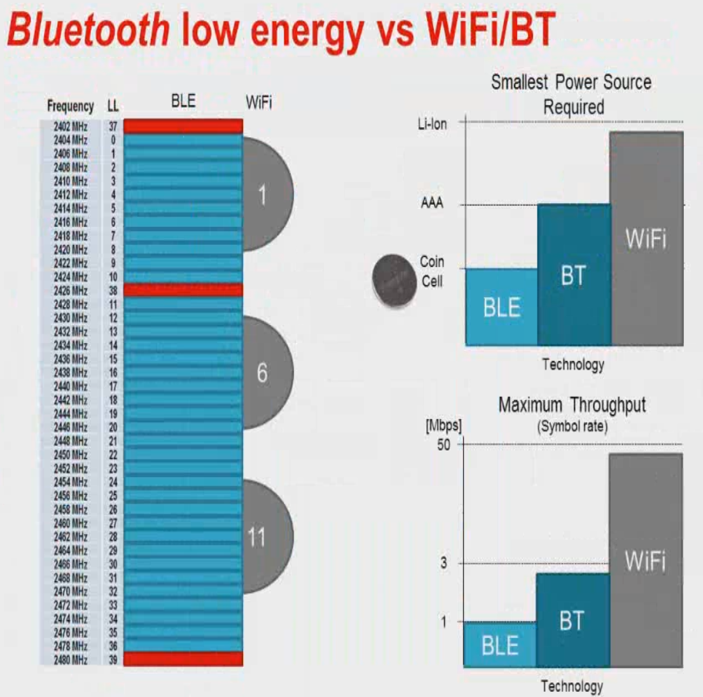 Bluetooth low energy vs WiFi/BT
Frequency LL BLE WiFi
2402 MHz 37
2404 MHz 0
2406 MHz 1
2408 MHz 2
2410 MHz 3
2412 MHz 4
2414 MHz 5
2416 MHz 6
2418 MHz 7
2420 MHz 8
2422 MHz 9
2424 MHz 10
2426 MHz 38
2428 MHz 11
2430 MHz 12
2432 MHz 13
2434 MHz 14
2436 MHz 15
2438 MHz 16
2440 MHz 17
2442 MHz 18
2444 MHz 19
2446 MHz 20
2448 MHz 21
2450 MHz 22
2452 MHz 23
2454 MHz 24
2456 MHz 25
2458 MHz 26
2460 MHz 27
2462 MHz 28
2464 MHz 29
2466 MHz 30
2468 MHz 31
2470 MHz 32
2472 MHz 33
2474 MHz 34
2476 MHz 35
2478 MHz 36
2480 MHz 39
1
6
11
Smallest Power Source
Required
Li-Ion
AAA
Coin
Cell
BLE
BT
WiFi
Technology
Maximum Throughput
(Symbol rate)
[Mbps]
50
3
1
BLE
BT
WiFi
Technology